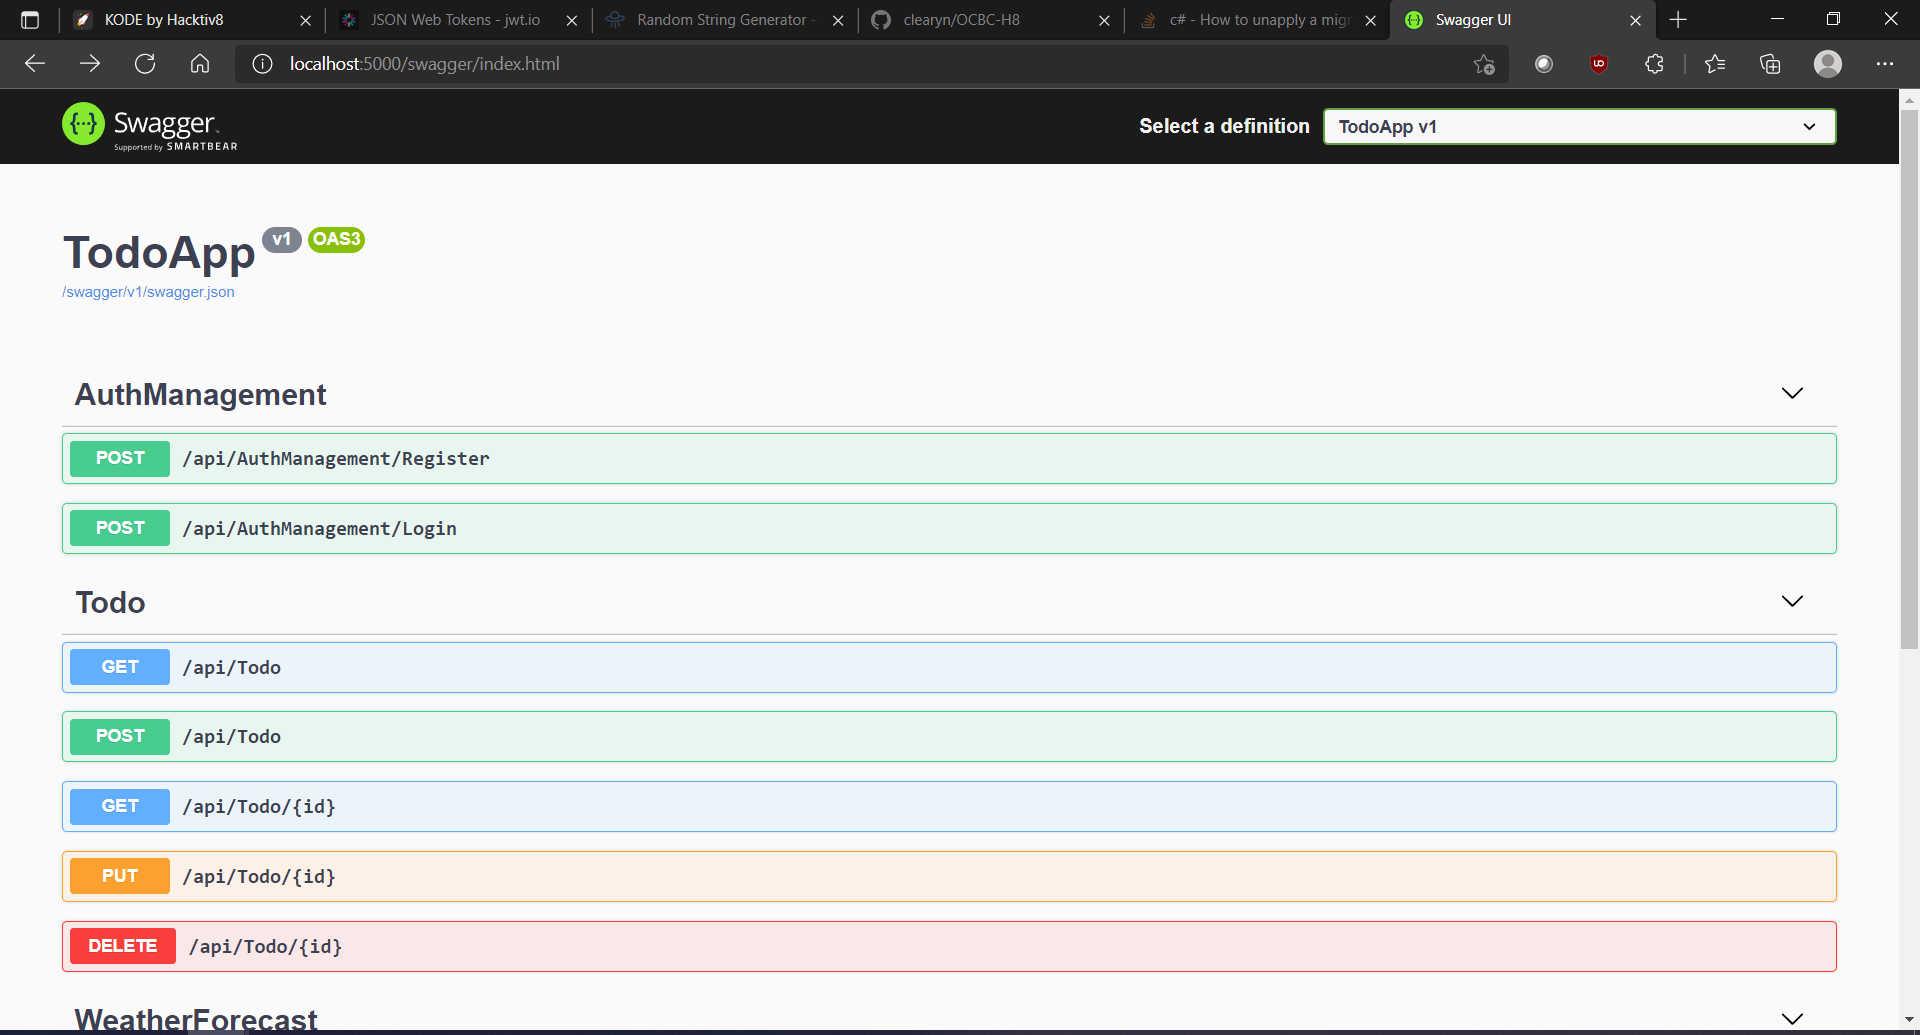 KODE by Hacktiv8
JSON Web Tokens - jwt.io
Random String Generator -
clearyn/OCBC-H8
c# - How to unapply a migr
Swagger UI
localhost:5000/swagger/index.html
Swagger
Supported by SMARTBEAR
Select a definition
TodoApp v1
TodoApp v1 OAS3
/swagger/v1/swagger.json
AuthManagement
POST /api/AuthManagement/Register
POST /api/AuthManagement/Login
Todo
GET /api/Todo
POST /api/Todo
GET /api/Todo/{id}
PUT /api/Todo/{id}
DELETE /api/Todo/{id}
WeatherForecast